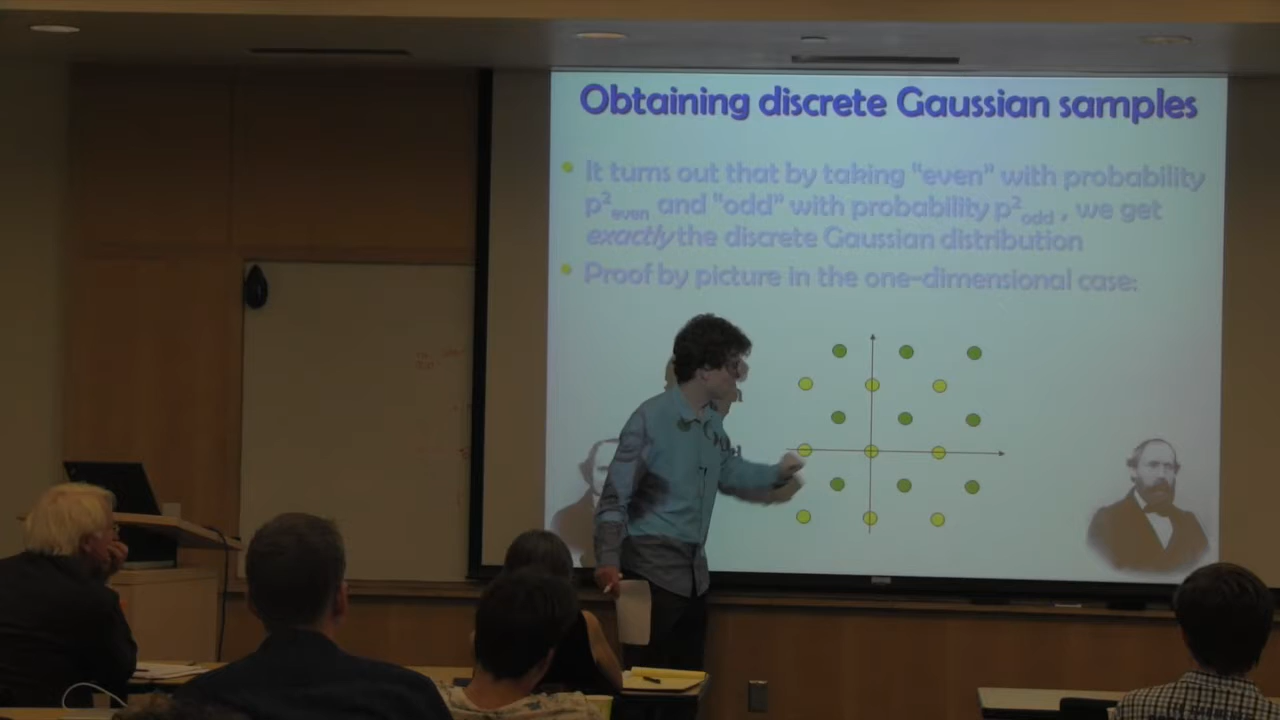 Obtaining discrete Gaussian samples
It turns out that by taking "even" with probability
p²even and "odd" with probability p²odd , we get
exactly the discrete Gaussian distribution
Proof by picture in the one-dimensional case: